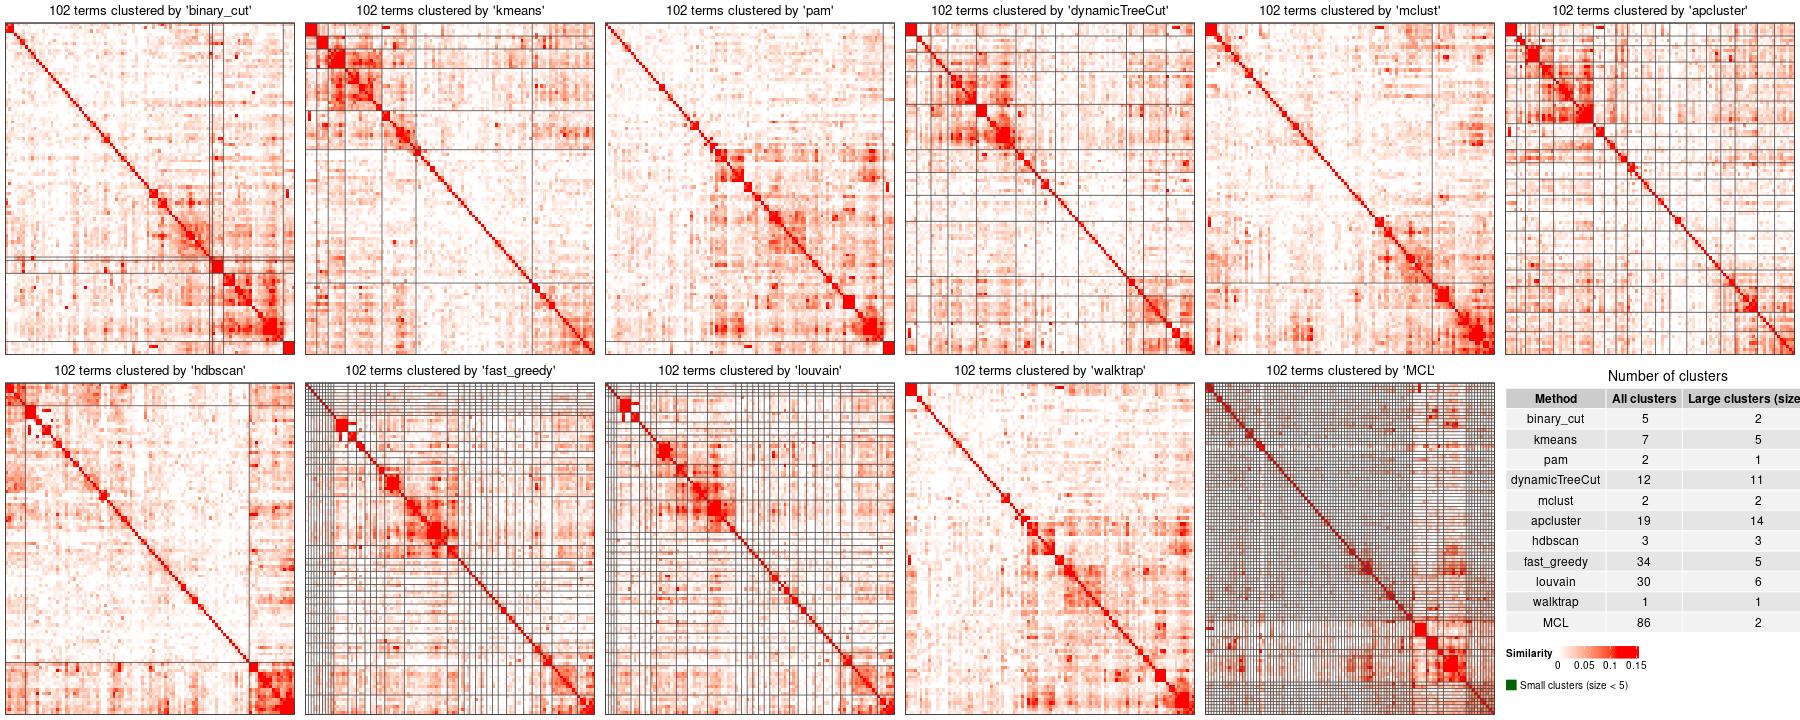 102 terms clustered by 'binary_cut'
102 terms clustered by 'kmeans'
102 terms clustered by 'pam'
102 terms clustered by 'dynamicTreeCut'
102 terms clustered by 'mclust'
102 terms clustered by 'apcluster'
102 terms clustered by 'hdbscan'
102 terms clustered by 'fast_greedy'
102 terms clustered by 'louvain'
102 terms clustered by 'walktrap'
102 terms clustered by 'MCL'
Number of clusters
Method All clusters Large clusters (size
binary_cut 5 2
kmeans 7 5
pam 2 1
dynamicTreeCut 12 11
mclust 2 2
apcluster 19 14
hdbscan 3 3
fast_greedy 34 5
louvain 30 6
walktrap 1 1
MCL 86 2
Similarity
0 0.05 0.1 0.15
Small clusters (size < 5)